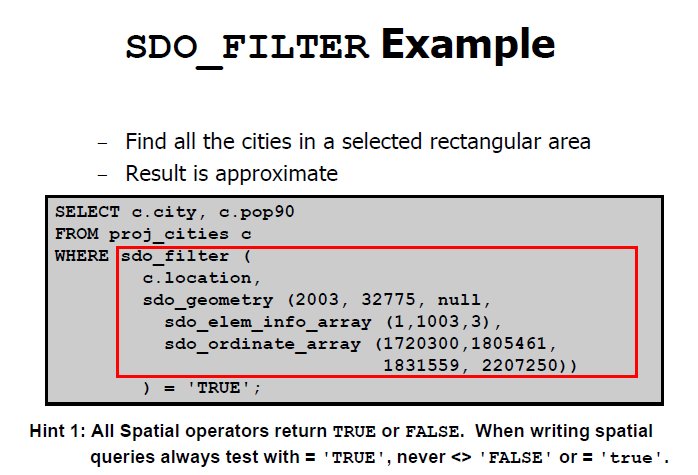 SDO_FILTER Example
– Find all the cities in a selected rectangular area
– Result is approximate
SELECT c.city, c.pop90
FROM proj_cities c
WHERE sdo_filter (
c.location,
sdo_geometry (2003, 32775, null,
sdo_elem_info_array (1,1003,3),
sdo_ordinate_array (1720300,1805461,
1831559, 2207250))
) = 'TRUE';
Hint 1: All Spatial operators return TRUE or FALSE. When writing spatial
queries always test with = 'TRUE', never <> 'FALSE' or = 'true'.